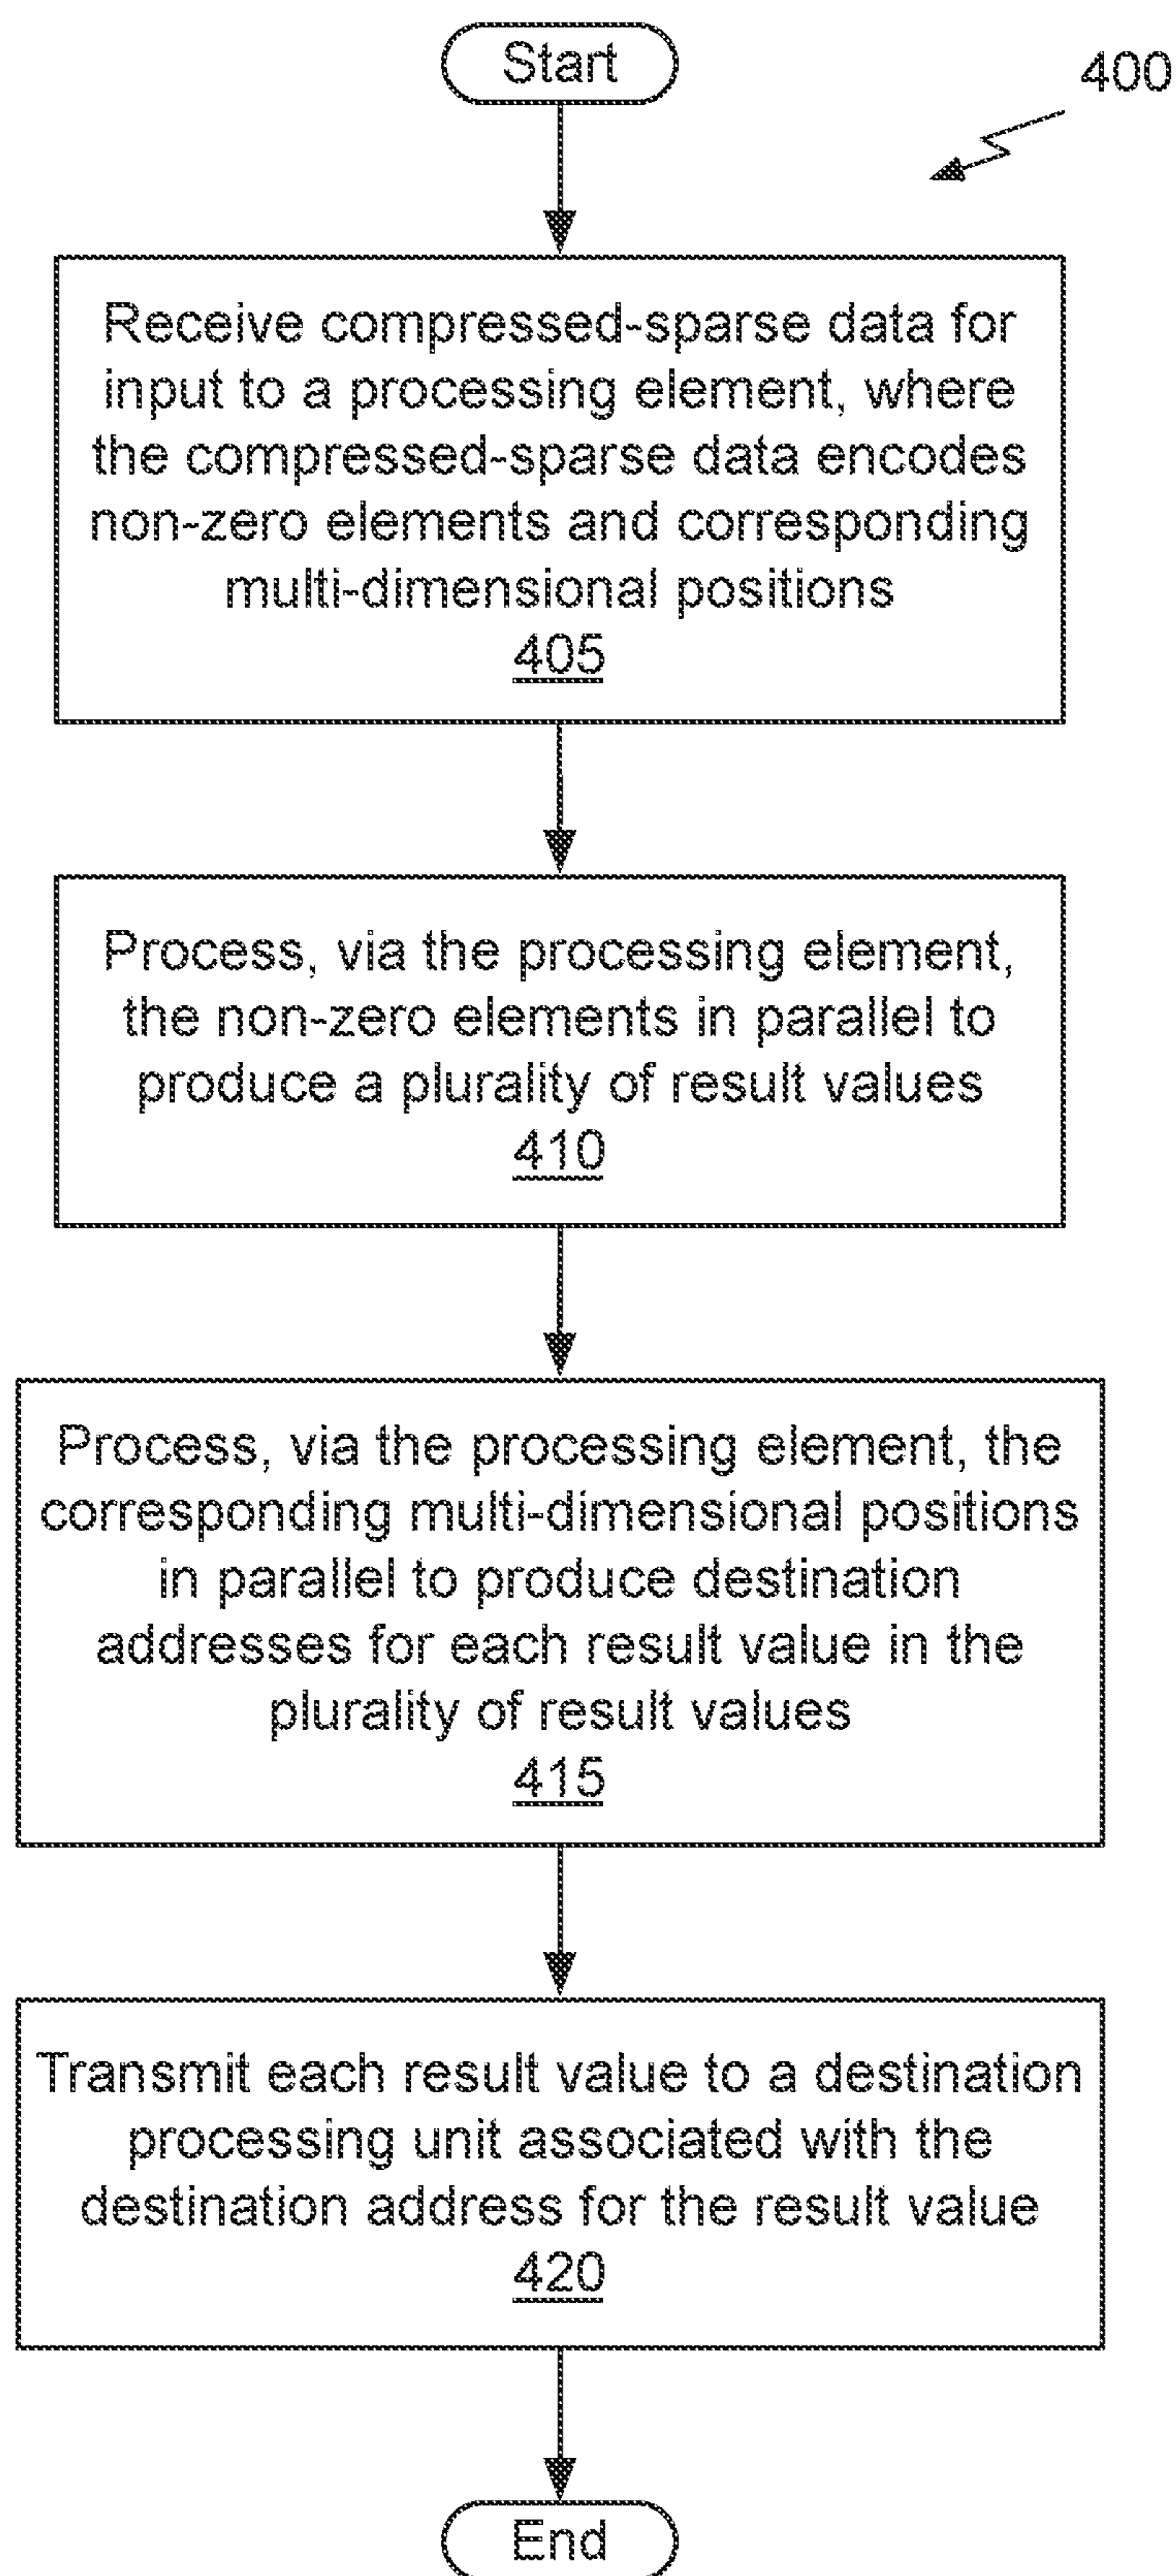 Start
400
Receive compressed-sparse data for
input to a processing element, where
the compressed-sparse data encodes
non-zero elements and corresponding
multi-dimensional positions
405
Process, via the processing element,
the non-zero elements in parallel to
produce a plurality of result values
410
Process, via the processing element, the
corresponding multi-dimensional positions
in parallel to produce destination
addresses for each result value in the
plurality of result values
415
Transmit each result value to a destination
processing unit associated with the
destination address for the result value
420
End